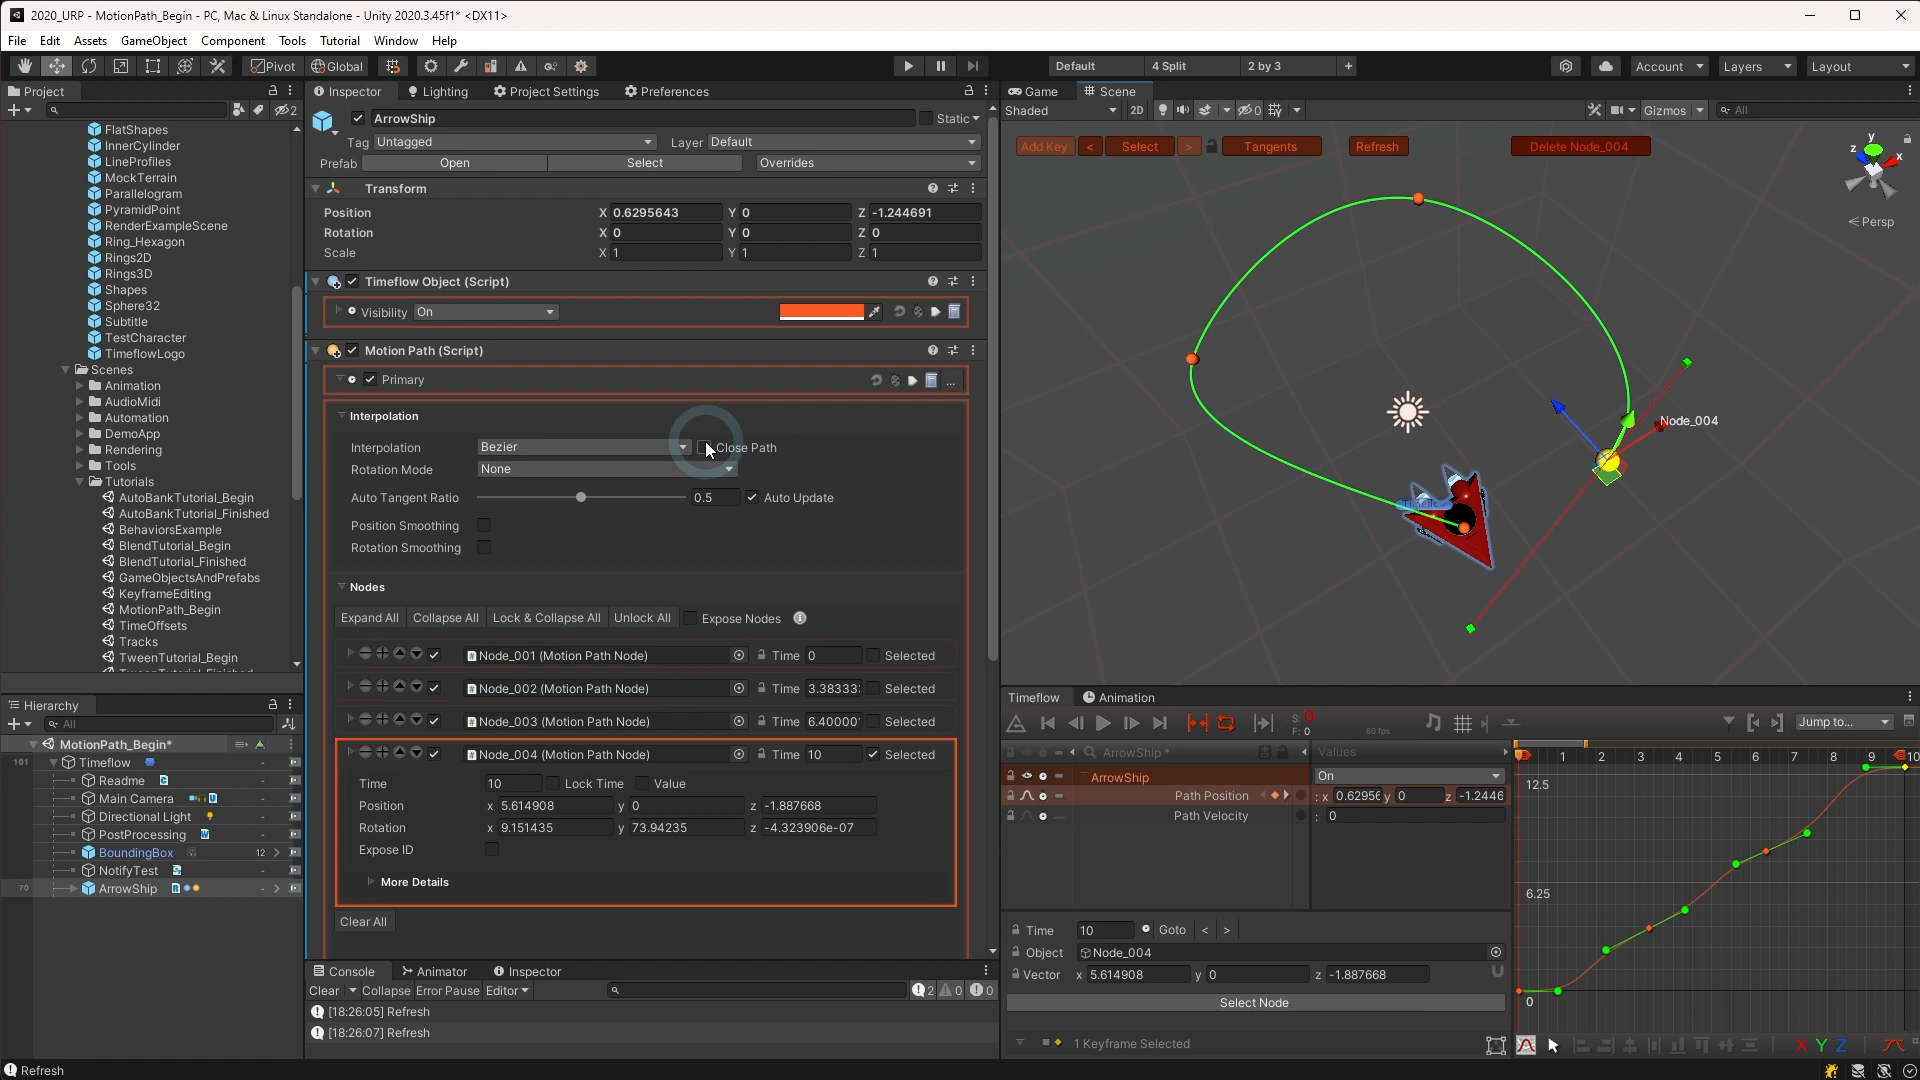 2020_URP - MotionPath_Begin - PC, Mac & Linux Standalone - Unity 2020.3.45f1* <DX11>
File Edit Assets GameObject Component Tools Tutorial Window Help
Pivot Global
Default 4 Split 2 by 3 +
Account Layers Layout
Project
2
FlatShapes
InnerCylinder
LineProfiles
MockTerrain
Parallelogram
PyramidPoint
RenderExampleScene
Ring_Hexagon
Rings2D
Rings3D
Shapes
Sphere32
Subtitle
TestCharacter
TimeflowLogo
Scenes
Animation
AudioMidi
Automation
DemoApp
Rendering
Tools
Tutorials
AutoBankTutorial_Begin
AutoBankTutorial_Finished
BehaviorsExample
BlendTutorial_Begin
BlendTutorial_Finished
GameObjectsAndPrefabs
KeyframeEditing
MotionPath_Begin
TimeOffsets
Tracks
TweenTutorial_Begin
Hierarchy
All
MotionPath_Begin*
101 Timeflow
Readme
Main Camera
Directional Light
PostProcessing
BoundingBox 12
NotifyTest
70 ArrowShip
Refresh
Inspector Lighting Project Settings Preferences
ArrowShip Static
Tag Untagged Layer Default
Prefab Open Select Overrides
Transform
Position X 0.6295643 Y 0 Z -1.244691
Rotation X 0 Y 0 Z 0
Scale X 1 Y 1 Z 1
Timeflow Object (Script)
Visibility On
Motion Path (Script)
Primary ...
Interpolation
Interpolation Bezier Close Path
Rotation Mode None
Auto Tangent Ratio 0.5 Auto Update
Position Smoothing
Rotation Smoothing
Nodes
Expand All Collapse All Lock & Collapse All Unlock All Expose Nodes
Node_001 (Motion Path Node) Time 0 Selected
Node_002 (Motion Path Node) Time 3.38333 Selected
Node_003 (Motion Path Node) Time 6.40000 Selected
Node_004 (Motion Path Node) Time 10 Selected
Time 10 Lock Time Value
Position x 5.614908 y 0 z -1.887668
Rotation x 9.151435 y 73.94235 z -4.323906e-07
Expose ID
More Details
Clear All
Console Animator Inspector
Clear Collapse Error Pause Editor 2 0 0
[18:26:05] Refresh
[18:26:07] Refresh
Game Scene
Shaded 2D 0 Gizmos All
Add Key < Select > Tangents Refresh Delete Node_004
y
z x
< Persp
Node_004
Timeflow Animation
S: 0
F: 0
60 fps
Jump to...
ArrowShip * Values
ArrowShip On
Path Position : x 0.6295 y 0 z -1.2446
Path Velocity : 0
Time 10 Goto < >
Object Node_004
Vector x 5.614908 y 0 z -1.887668
Select Node
1 Keyframe Selected
1 2 3 4 5 6 7 8 9 10
12.5
6.25
0
X Y Z